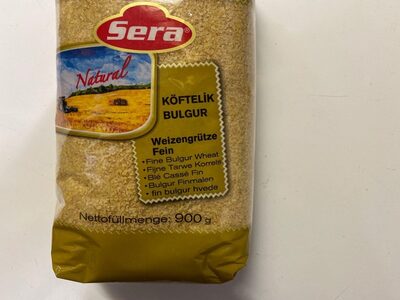 Sera®
Natural
KÖFTELİK
BULGUR
Weizengrütze
Fein
• Fine Bulgur Wheat
• Fijne Tarwe Korrels
• Ble Cassé Fin
• Bulgur Finmalen
• fin bulgur hvede
Nettofüllmenge: 900 g